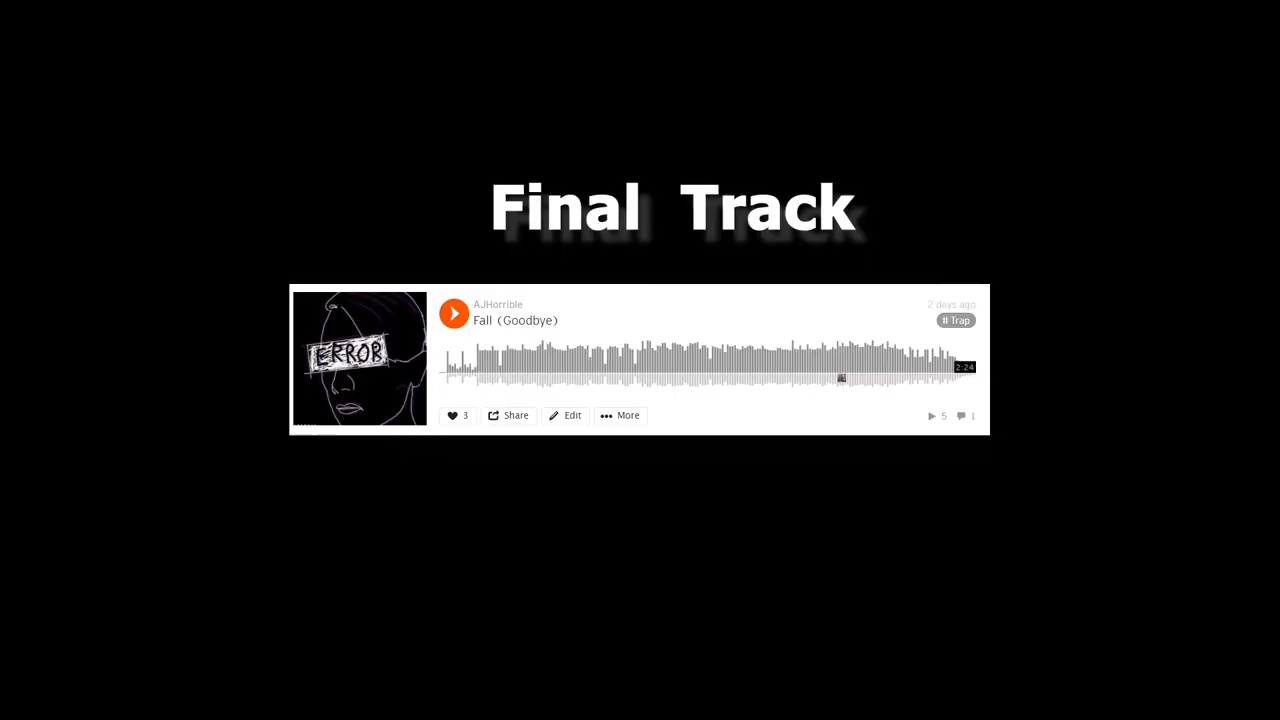 Final Track
AJHorrible
2 days ago
Fall (Goodbye)
# Trap
ERROR
2:24
3
Share
Edit
More
5
1